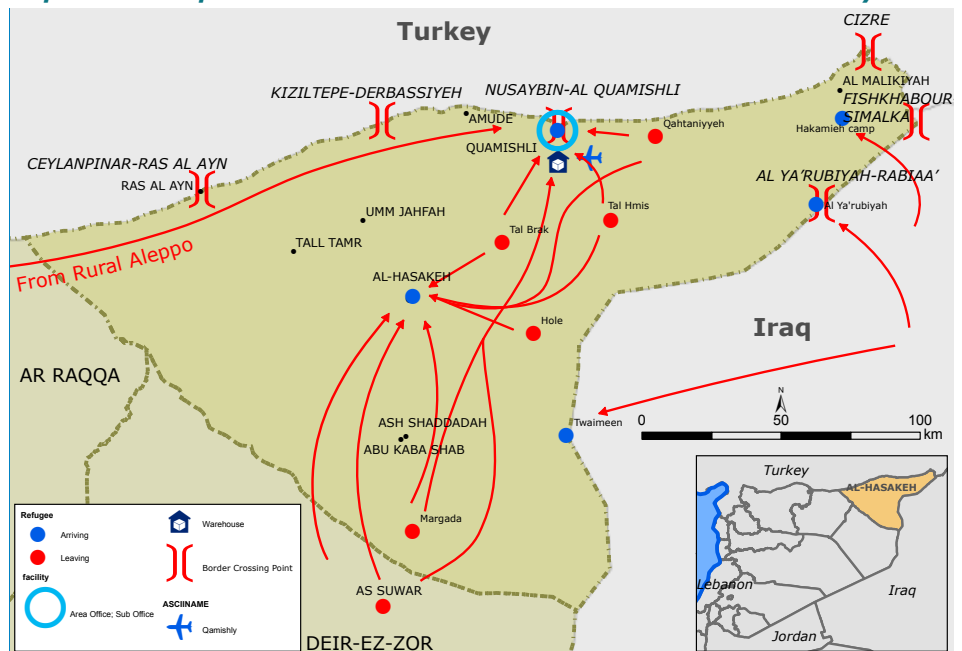 Turkey
CIZRE
AL MALIKIYAH
KIZILTEPE-DERBASSIYEH
NUSAYBIN-AL QUAMISHLI
FISHKHABOUR
SIMALKA
AMUDE
Qahtaniyyeh
Hakamieh camp
QUAMISHLI
CEYLANPINAR-RAS AL AYN
RAS AL AYN
AL YA'RUBIYAH-RABIAA'
Al Ya'rubiyah
UMM JAHFAH
Tal Hmis
Tal Brak
TALL TAMR
From Rural Aleppo
AL-HASAKEH
Hole
Iraq
AR RAQQA
N
0 50 100
km
Twaimeen
ASH SHADDADAH
ABU KABA SHAB
Margada
AS SUWAR
DEIR-EZ-ZOR
Refugee
Arriving
Leaving
facility
Area Office; Sub Office
Warehouse
Border Crossing Point
ASCIINAME
Qamishly
Turkey
AL-HASAKEH
Lebanon
Iraq
Jordan